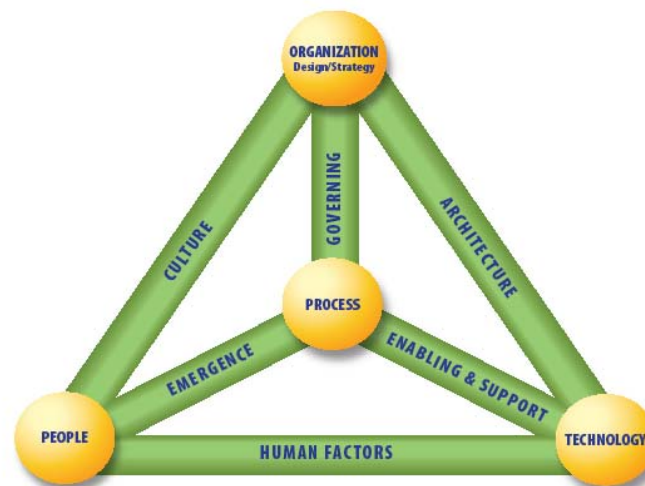 ORGANIZATION
Design/Strategy
GOVERNING
CULTURE
ARCHITECTURE
PROCESS
EMERGENCE
ENABLING & SUPPORT
PEOPLE
TECHNOLOGY
HUMAN FACTORS